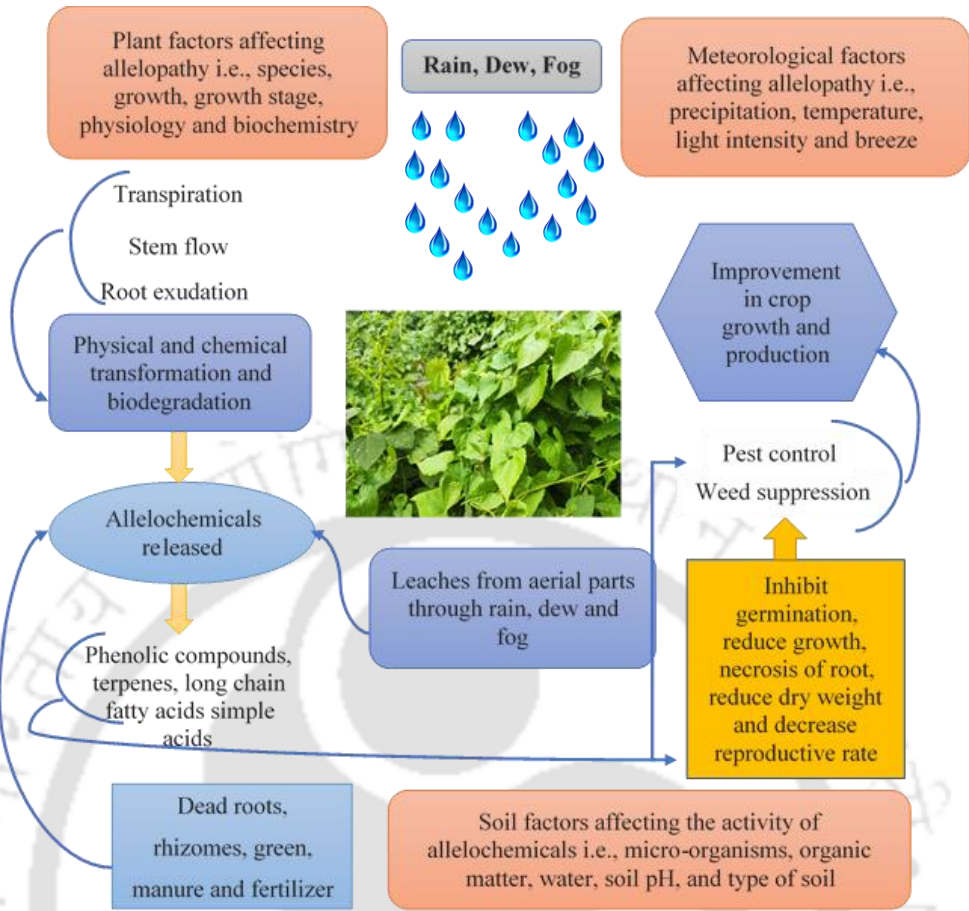 Plant factors affecting
allelopathy i.e., species,
growth, growth stage,
physiology and biochemistry
Rain, Dew, Fog
Meteorological factors
affecting allelopathy i.e.,
precipitation, temperature,
light intensity and breeze
Transpiration
Stem flow
Root exudation
Physical and chemical
transformation and
biodegradation
Improvement
in crop
growth and
production
Pest control
Weed suppression
Allelochemicals
released
Leaches from aerial parts
through rain, dew and
fog
Inhibit
germination,
reduce growth,
necrosis of root,
reduce dry weight
and decrease
reproductive rate
Phenolic compounds,
terpenes, long chain
fatty acids simple
acids
Dead roots,
rhizomes, green,
manure and fertilizer
Soil factors affecting the activity of
allelochemicals i.e., micro-organisms, organic
matter, water, soil pH, and type of soil